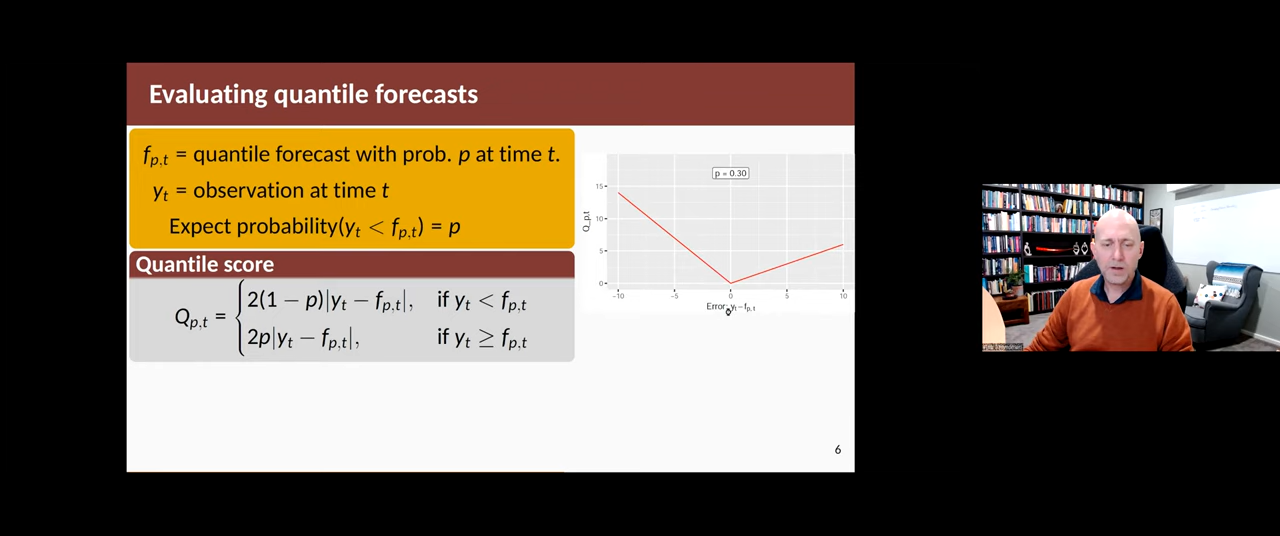 Evaluating quantile forecasts
f_{p,t} = quantile forecast with prob. p at time t.
y_t = observation at time t
Expect probability(y_t < f_{p,t}) = p
Quantile score
Q_{p,t} = { 2(1 − p)|y_t − f_{p,t}|, if y_t < f_{p,t}
2p|y_t − f_{p,t}|, if y_t ≥ f_{p,t}
p = 0.30
Q_p,t
15
10
5
0
−10 −5 0 5 10
Error: y_t − f_{p,t}
6